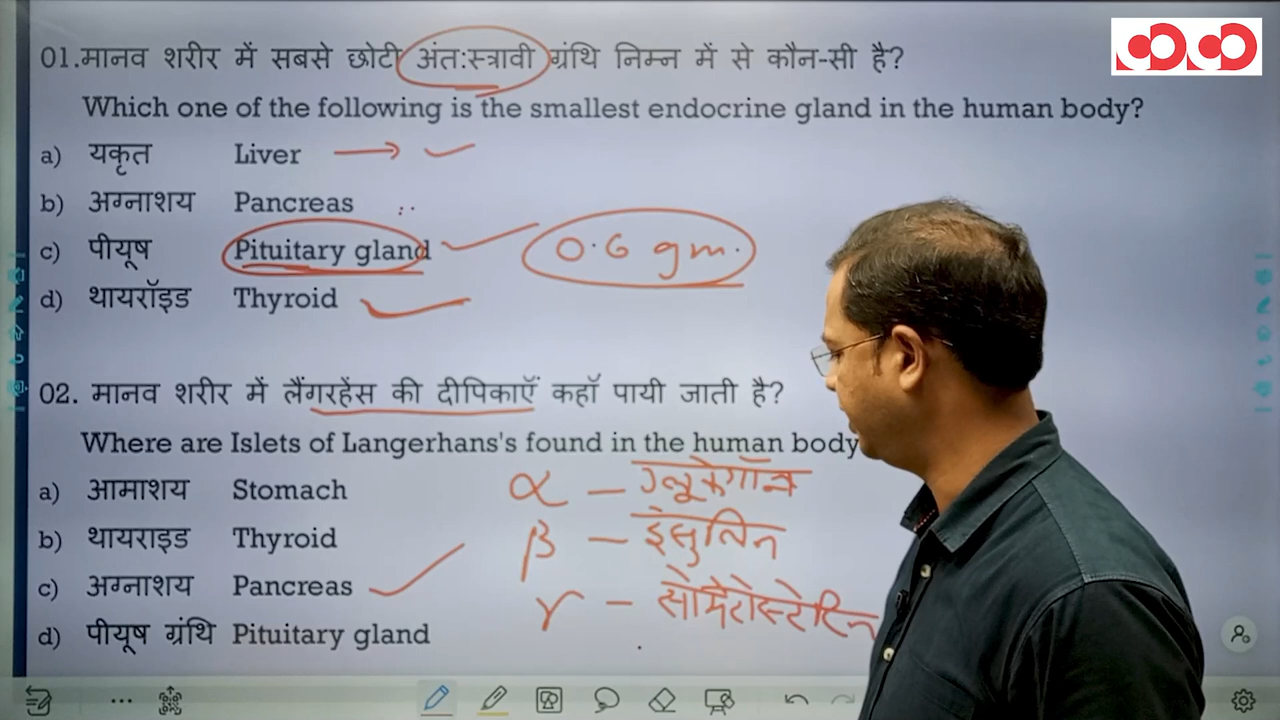 01.मानव शरीर में सबसे छोटी अंत:स्त्रावी ग्रंथि निम्न में से कौन-सी है?
Which one of the following is the smallest endocrine gland in the human body?
a) यकृत Liver
b) अग्नाशय Pancreas
c) पीयूष Pituitary gland 0.6 gm.
d) थायरॉइड Thyroid
02. मानव शरीर में लैंगरहेंस की दीपिकाएँ कहाँ पायी जाती है?
Where are Islets of Langerhans's found in the human body
a) आमाशय Stomach α – ग्लूकेगॉन
b) थायराइड Thyroid β – इंसुलिन
c) अग्नाशय Pancreas γ – सोमैटोस्टेटिन
d) पीयूष ग्रंथि Pituitary gland